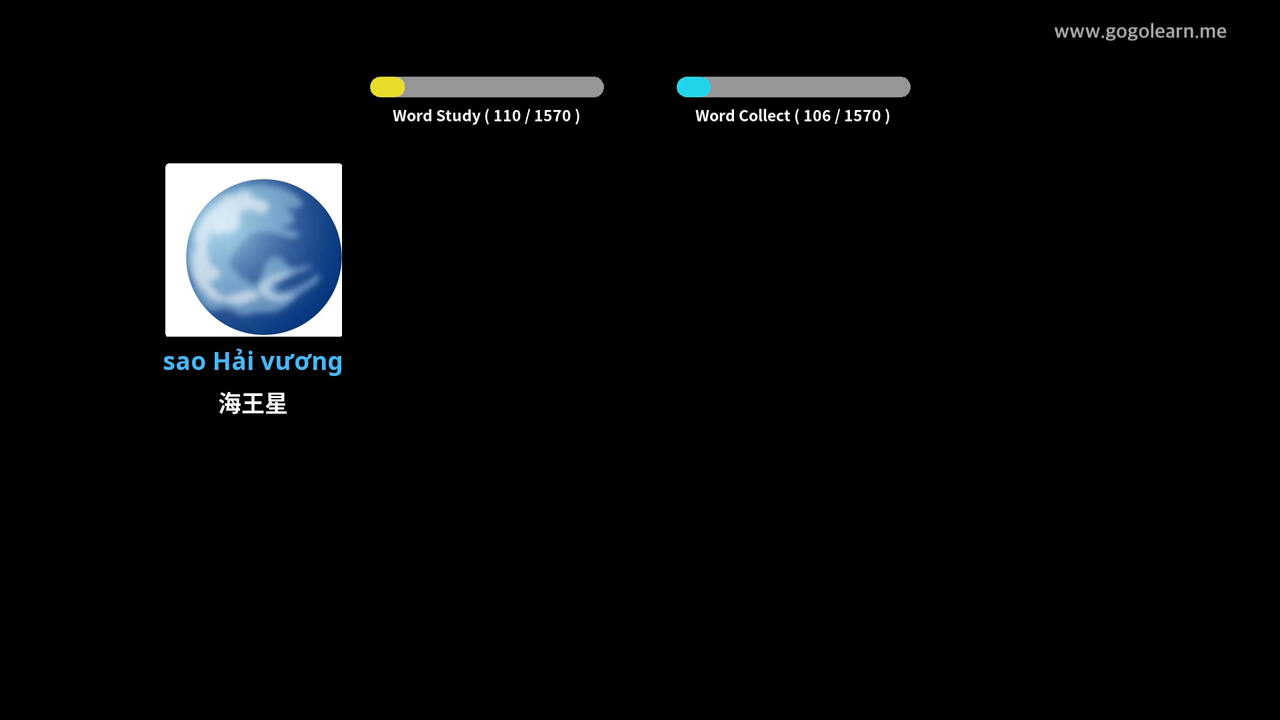 www.gogolearn.me
Word Study ( 110 / 1570 )
Word Collect ( 106 / 1570 )
sao Hải vương
海王星